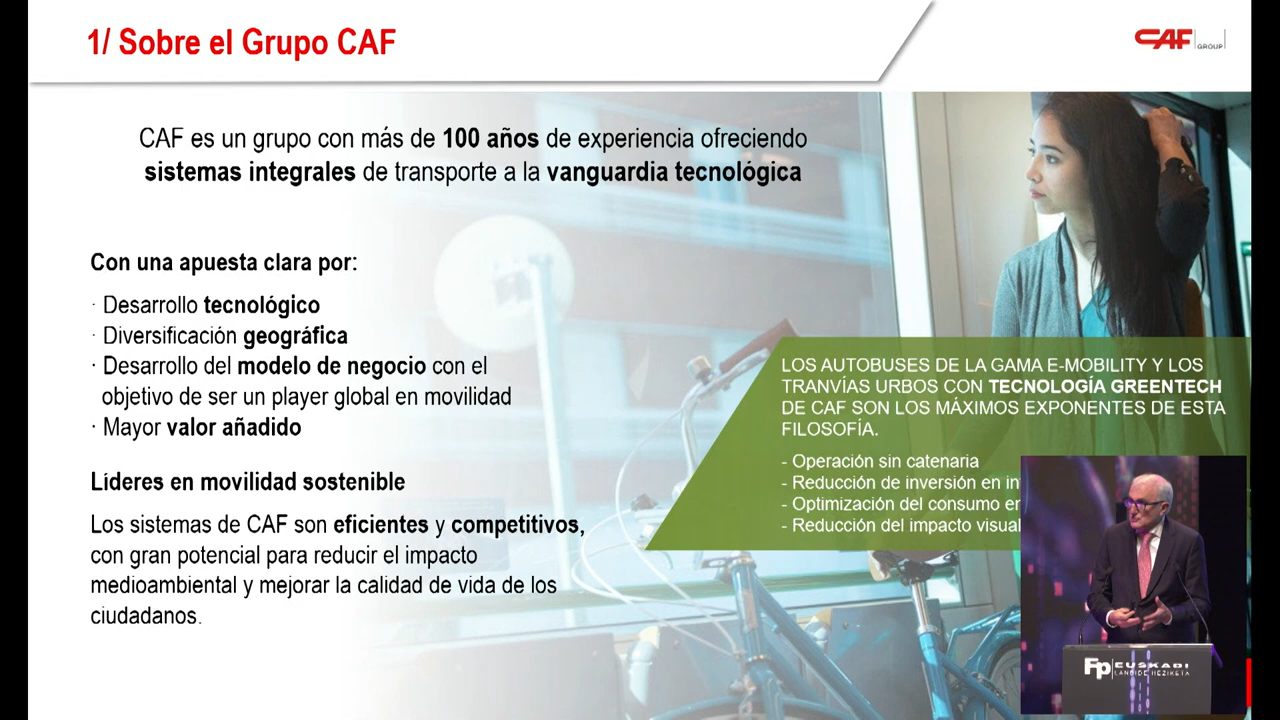 1/ Sobre el Grupo CAF
CAF
GROUP
CAF es un grupo con más de 100 años de experiencia ofreciendo
sistemas integrales de transporte a la vanguardia tecnológica
Con una apuesta clara por:
· Desarrollo tecnológico
· Diversificación geográfica
· Desarrollo del modelo de negocio con el
objetivo de ser un player global en movilidad
· Mayor valor añadido
Líderes en movilidad sostenible
Los sistemas de CAF son eficientes y competitivos,
con gran potencial para reducir el impacto
medioambiental y mejorar la calidad de vida de los
ciudadanos.
LOS AUTOBUSES DE LA GAMA E-MOBILITY Y LOS
TRANVÍAS URBOS CON TECNOLOGÍA GREENTECH
DE CAF SON LOS MÁXIMOS EXPONENTES DE ESTA
FILOSOFÍA.
- Operación sin catenaria
- Reducción de inversión en in
- Optimización del consumo en
- Reducción del impacto visual
Fp EUSKADI
LANBIDE HEZIKETA